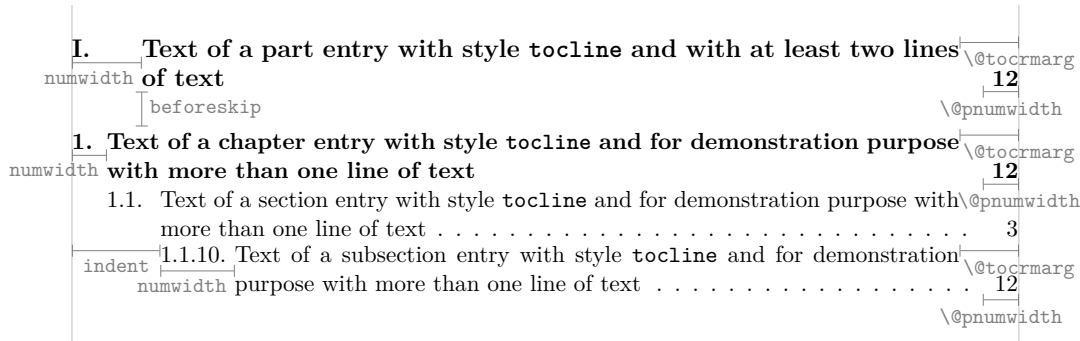 I. Text of a part entry with style tocline and with at least two lines \@tocrmarg
numwidth of text 12
beforeskip \@pnumwidth
1. Text of a chapter entry with style tocline and for demonstration purpose \@tocrmarg
numwidth with more than one line of text 12
1.1. Text of a section entry with style tocline and for demonstration purpose with \@pnumwidth
more than one line of text . . . . . . . . . . . . . . . . . . . . . . . . . . . . . . . 3
1.1.10. Text of a subsection entry with style tocline and for demonstration
indent \@tocrmarg
numwidth purpose with more than one line of text . . . . . . . . . . . . . . . . . . 12
\@pnumwidth